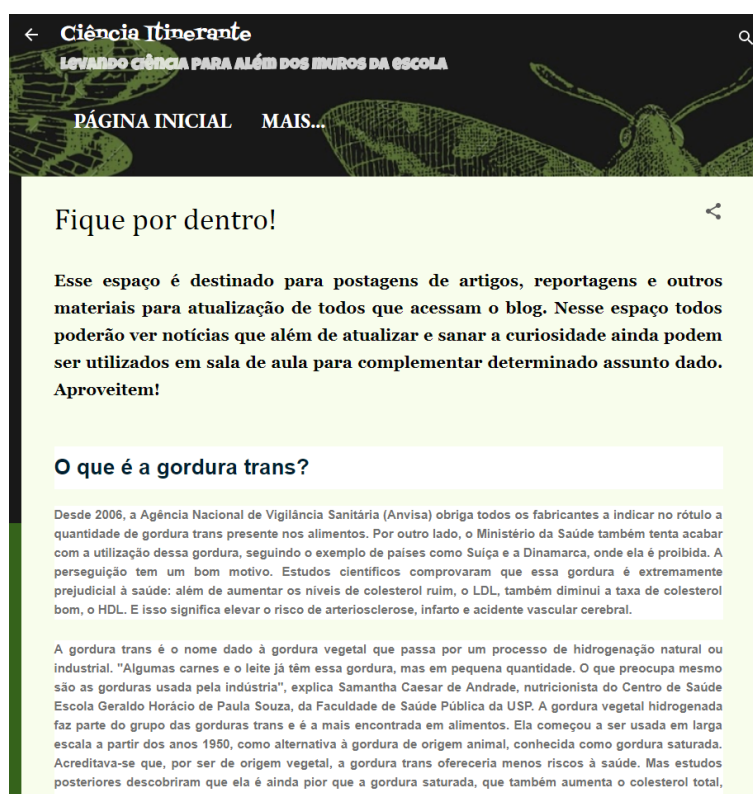 Ciência Itinerante
Levando ciência para além dos muros da escola
PÁGINA INICIAL MAIS...
Fique por dentro!
Esse espaço é destinado para postagens de artigos, reportagens e outros
materiais para atualização de todos que acessam o blog. Nesse espaço todos
poderão ver notícias que além de atualizar e sanar a curiosidade ainda podem
ser utilizados em sala de aula para complementar determinado assunto dado.
Aproveitem!
O que é a gordura trans?
Desde 2006, a Agência Nacional de Vigilância Sanitária (Anvisa) obriga todos os fabricantes a indicar no rótulo a
quantidade de gordura trans presente nos alimentos. Por outro lado, o Ministério da Saúde também tenta acabar
com a utilização dessa gordura, seguindo o exemplo de países como Suíça e a Dinamarca, onde ela é proibida. A
perseguição tem um bom motivo. Estudos científicos comprovaram que essa gordura é extremamente
prejudicial à saúde: além de aumentar os níveis de colesterol ruim, o LDL, também diminui a taxa de colesterol
bom, o HDL. E isso significa elevar o risco de arteriosclerose, infarto e acidente vascular cerebral.
A gordura trans é o nome dado à gordura vegetal que passa por um processo de hidrogenação natural ou
industrial. "Algumas carnes e o leite já têm essa gordura, mas em pequena quantidade. O que preocupa mesmo
são as gorduras usada pela indústria", explica Samantha Caesar de Andrade, nutricionista do Centro de Saúde
Escola Geraldo Horácio de Paula Souza, da Faculdade de Saúde Pública da USP. A gordura vegetal hidrogenada
faz parte do grupo das gorduras trans e é a mais encontrada em alimentos. Ela começou a ser usada em larga
escala a partir dos anos 1950, como alternativa à gordura de origem animal, conhecida como gordura saturada.
Acreditava-se que, por ser de origem vegetal, a gordura trans ofereceria menos riscos à saúde. Mas estudos
posteriores descobriram que ela é ainda pior que a gordura saturada, que também aumenta o colesterol total,